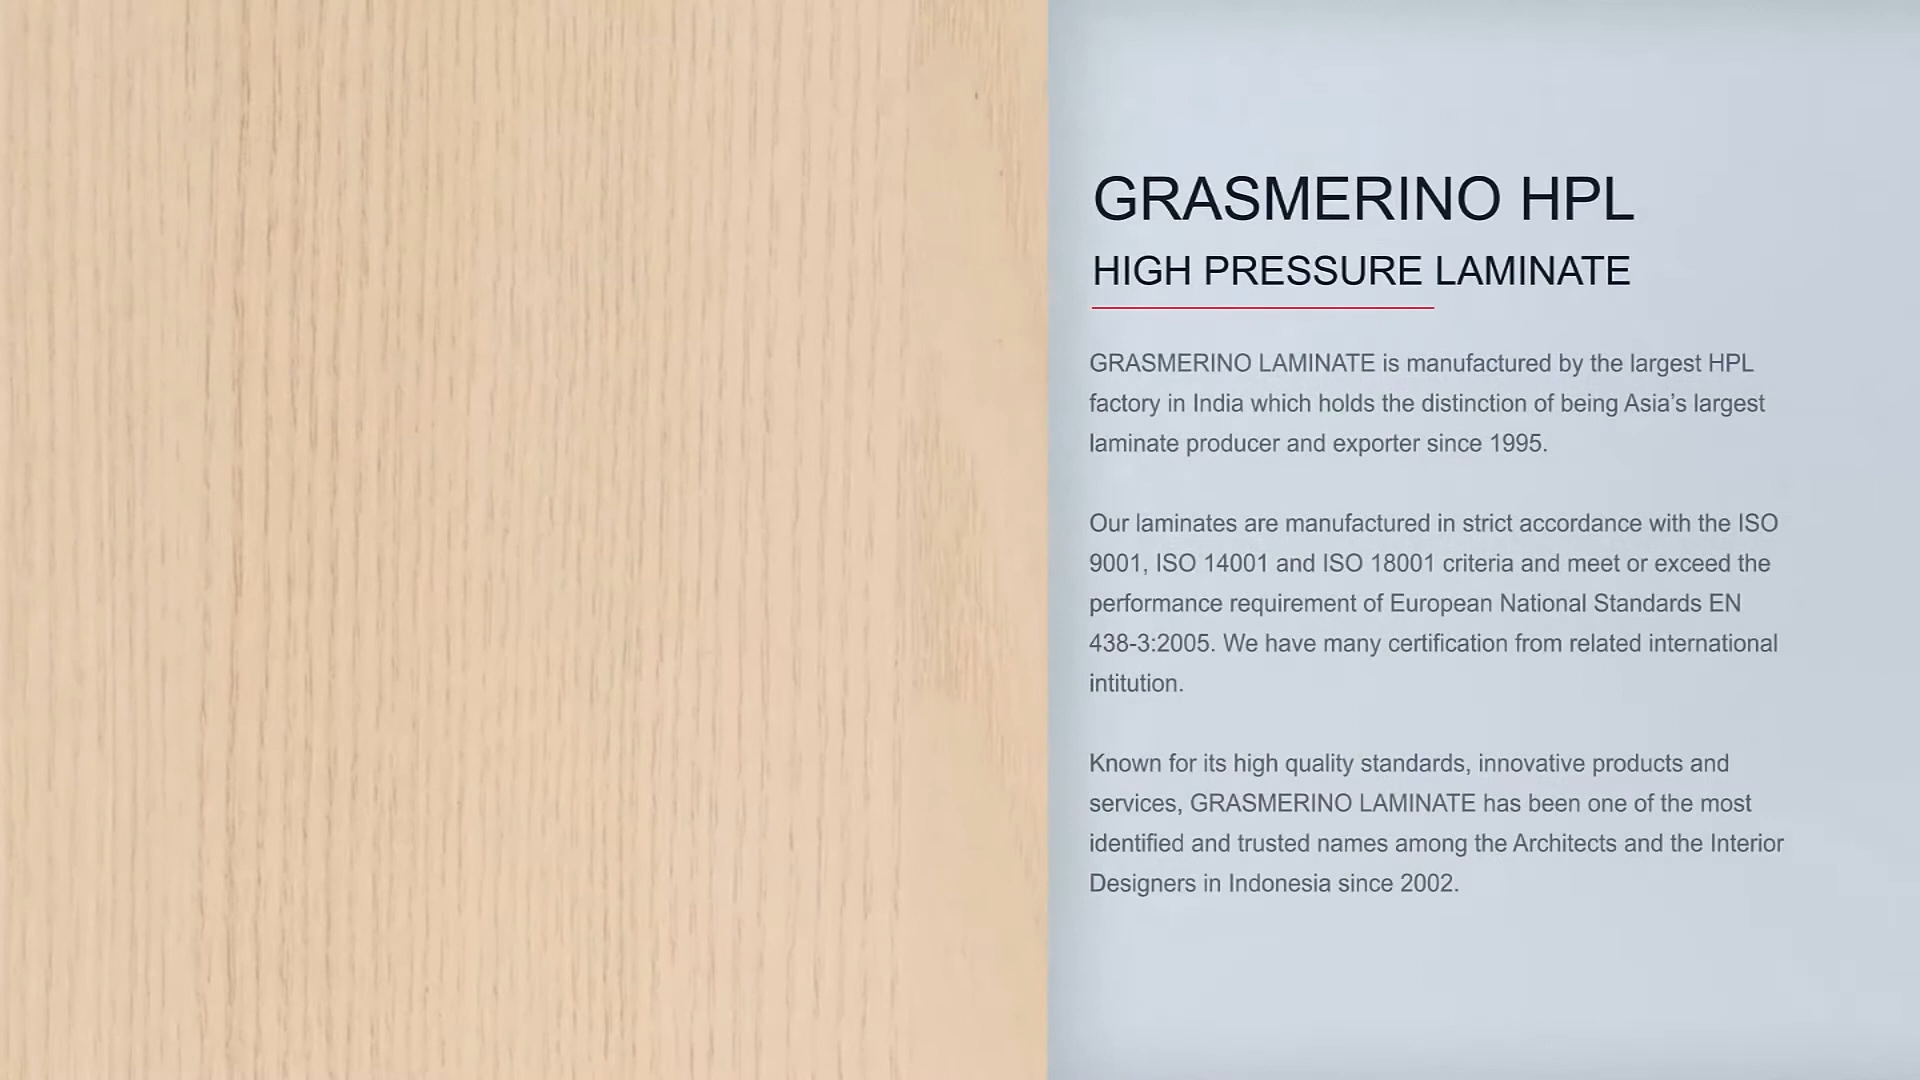 GRASMERINO HPL
HIGH PRESSURE LAMINATE
GRASMERINO LAMINATE is manufactured by the largest HPL
factory in India which holds the distinction of being Asia’s largest
laminate producer and exporter since 1995.
Our laminates are manufactured in strict accordance with the ISO
9001, ISO 14001 and ISO 18001 criteria and meet or exceed the
performance requirement of European National Standards EN
438-3:2005. We have many certification from related international
intitution.
Known for its high quality standards, innovative products and
services, GRASMERINO LAMINATE has been one of the most
identified and trusted names among the Architects and the Interior
Designers in Indonesia since 2002.